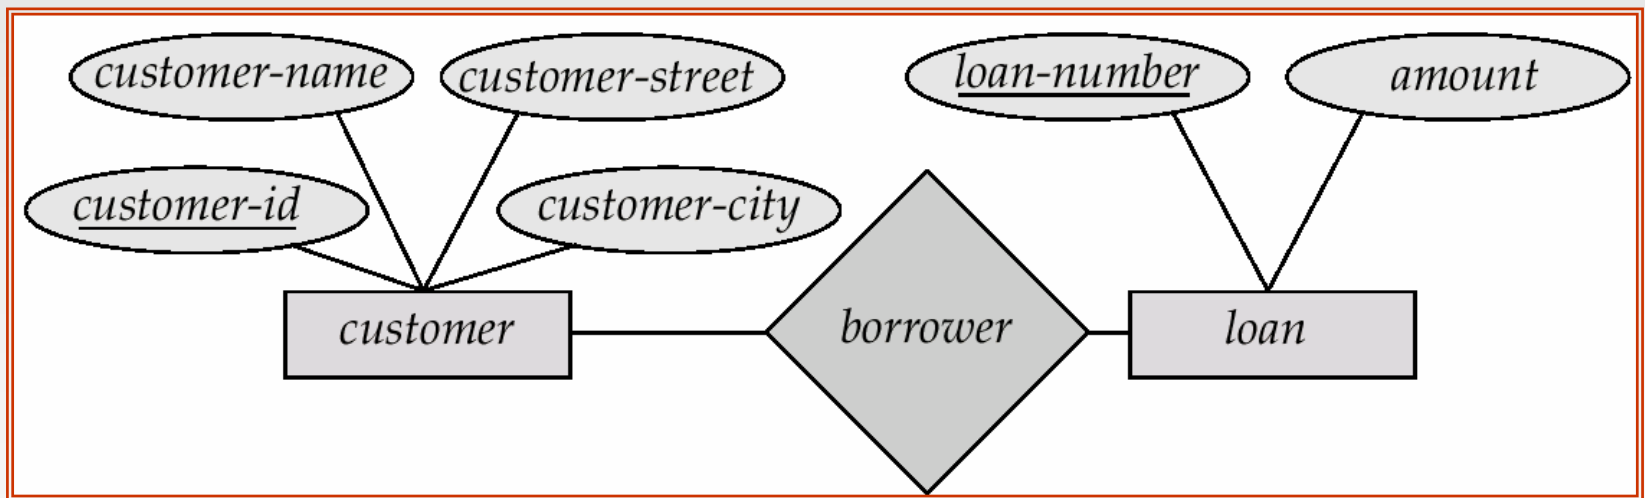 customer-name
customer-street
loan-number
amount
customer-id
customer-city
customer
borrower
loan